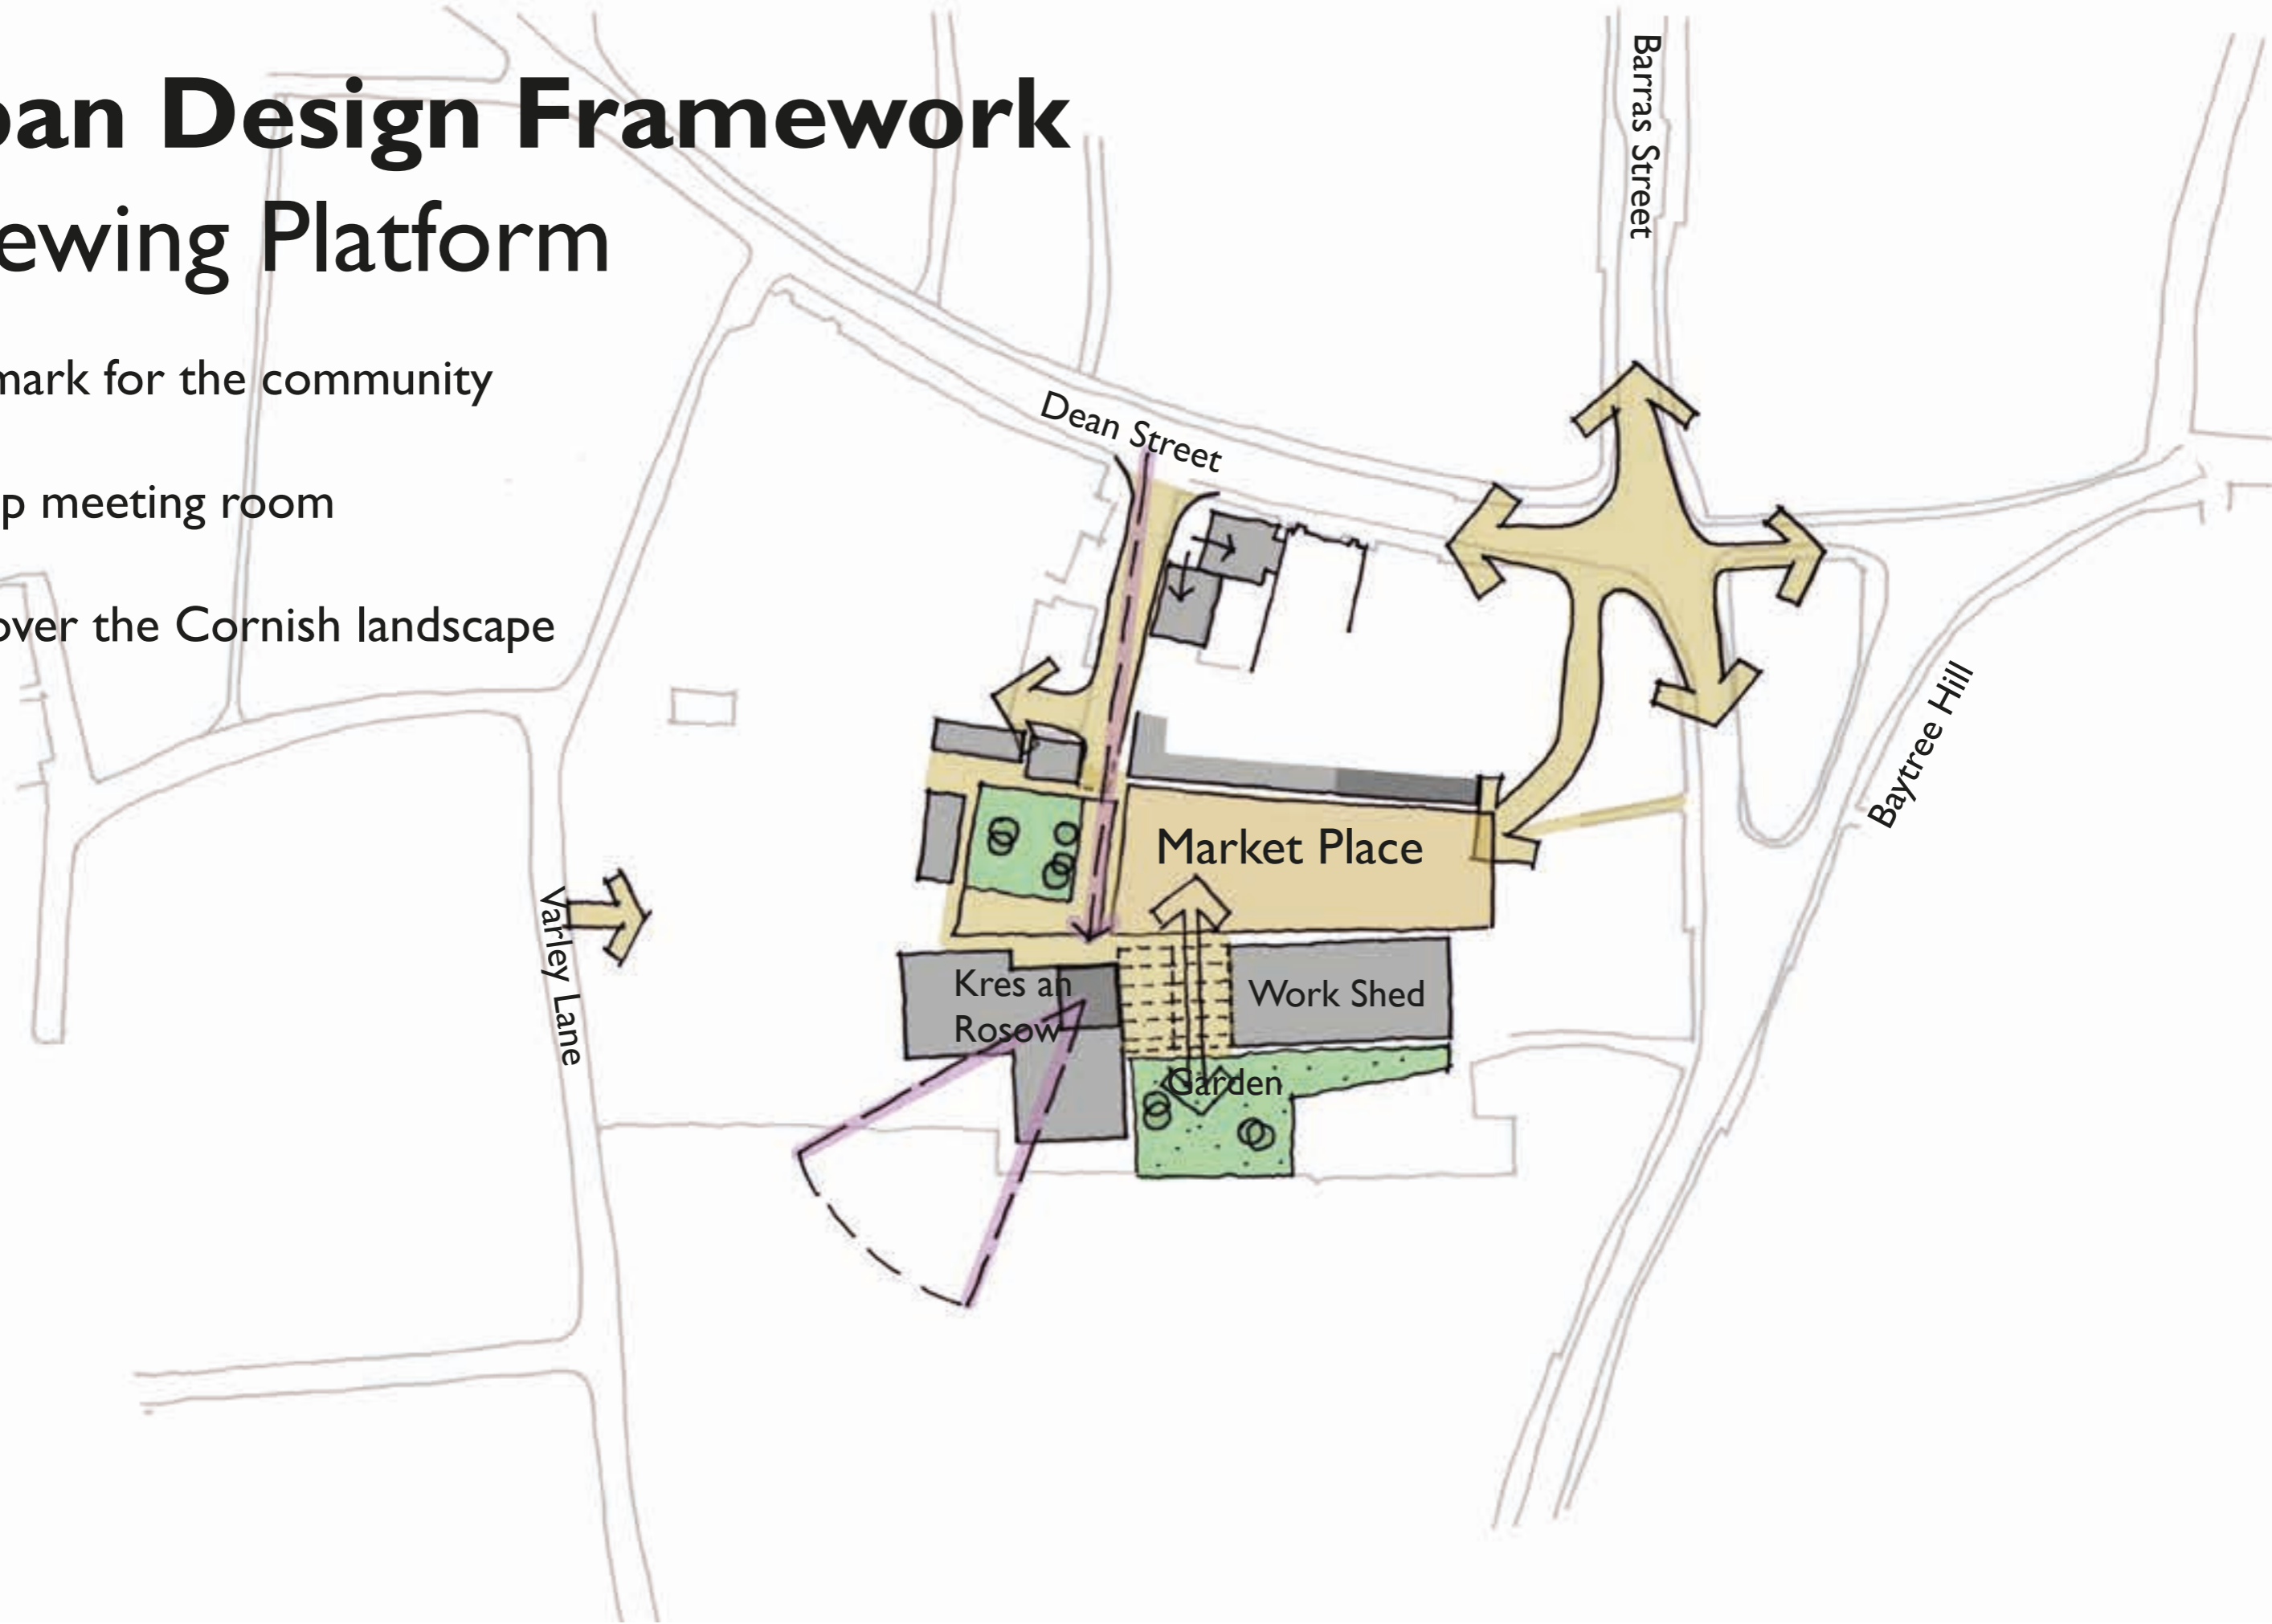 ban Design Framework
ewing Platform
mark for the community
p meeting room
over the Cornish landscape
Barras Street
Dean Street
Baytree Hill
Market Place
Varley Lane
Kres an
Rosow
Work Shed
Garden